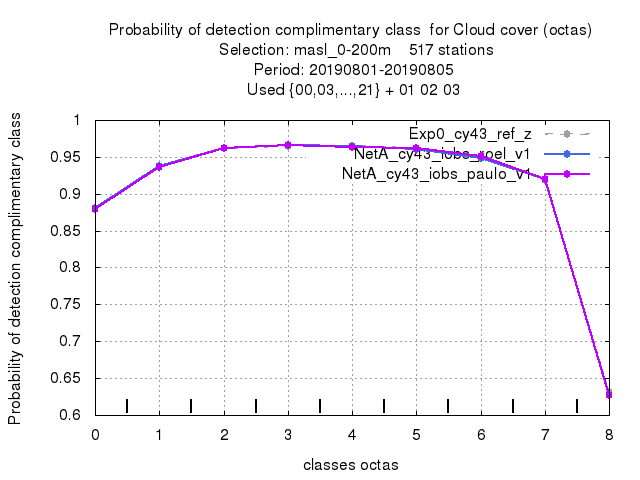 Probability of detection complimentary class  for Cloud cover (octas)
Selection: masl_0-200m    517 stations
Period: 20190801-20190805
Used {00,03,...,21} + 01 02 03
Probability of detection complimentary class
1
0.95
0.9
0.85
0.8
0.75
0.7
0.65
0.6
Exp0_cy43_ref_z
NetA_cy43_iobs_roel_v1
NetA_cy43_iobs_paulo_v1
0 1 2 3 4 5 6 7 8
classes octas